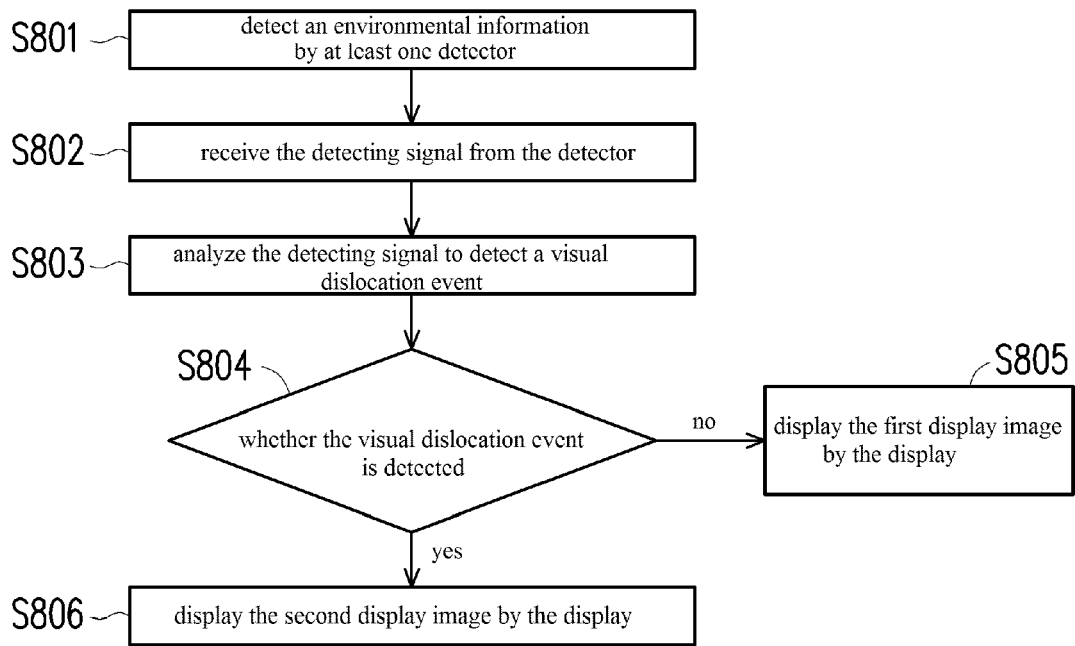 S801
detect an environmental information
by at least one detector
S802
receive the detecting signal from the detector
S803
analyze the detecting signal to detect a visual
dislocation event
S804
whether the visual dislocation event
is detected
no
S805
display the first display image
by the display
yes
S806
display the second display image by the display